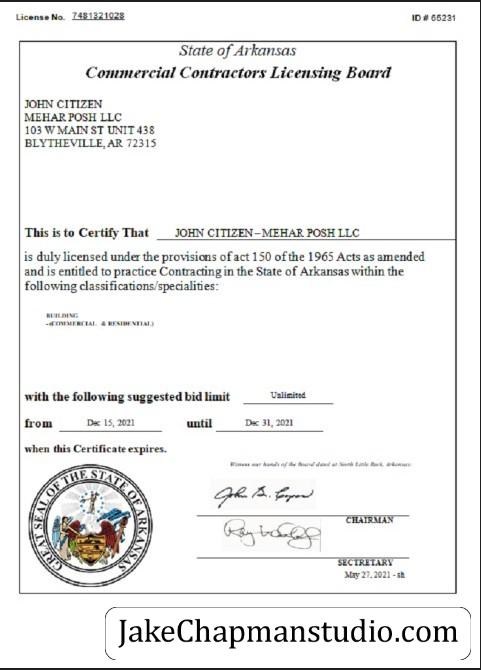 License No. 7481321028
ID # 65231
State of Arkansas
Commercial Contractors Licensing Board
JOHN CITIZEN
MEHAR POSH LLC
103 W MAIN ST UNIT 438
BLYTHEVILLE, AR 72315
This is to Certify That JOHN CITIZEN–MEHAR POSH LLC
is duly licensed under the provisions of act 150 of the 1965 Acts as amended
and is entitled to practice Contracting in the State of Arkansas within the
following classifications/specialities:
BUILDING
-(COMMERCIAL & RESIDENTIAL)
with the following suggested bid limit Unlimited
from Dec 15, 2021 until Dec 31, 2021
when this Certificate expires.
Witness our hands of the Board dated at North Little Rock, Arkansas:
GREAT SEAL OF THE STATE OF ARKANSAS
CHAIRMAN
SECRETARY
May 27, 2021 - sh
JakeChapmanstudio.com